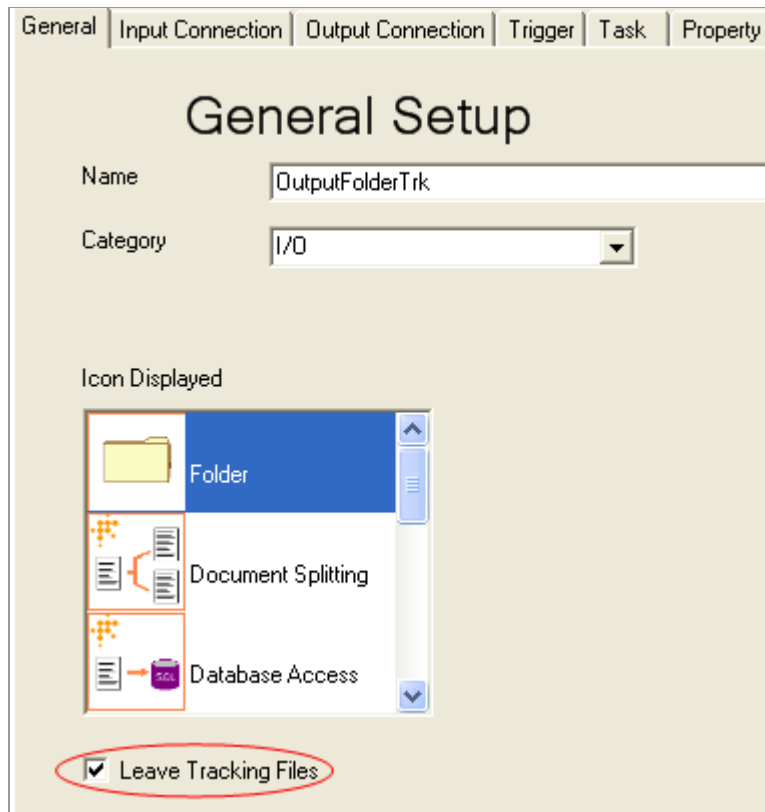 General Input Connection Output Connection Trigger Task Property
General Setup
Name OutputFolderTrk
Category I/O
Icon Displayed
Folder
Document Splitting
SQL
Database Access
Leave Tracking Files